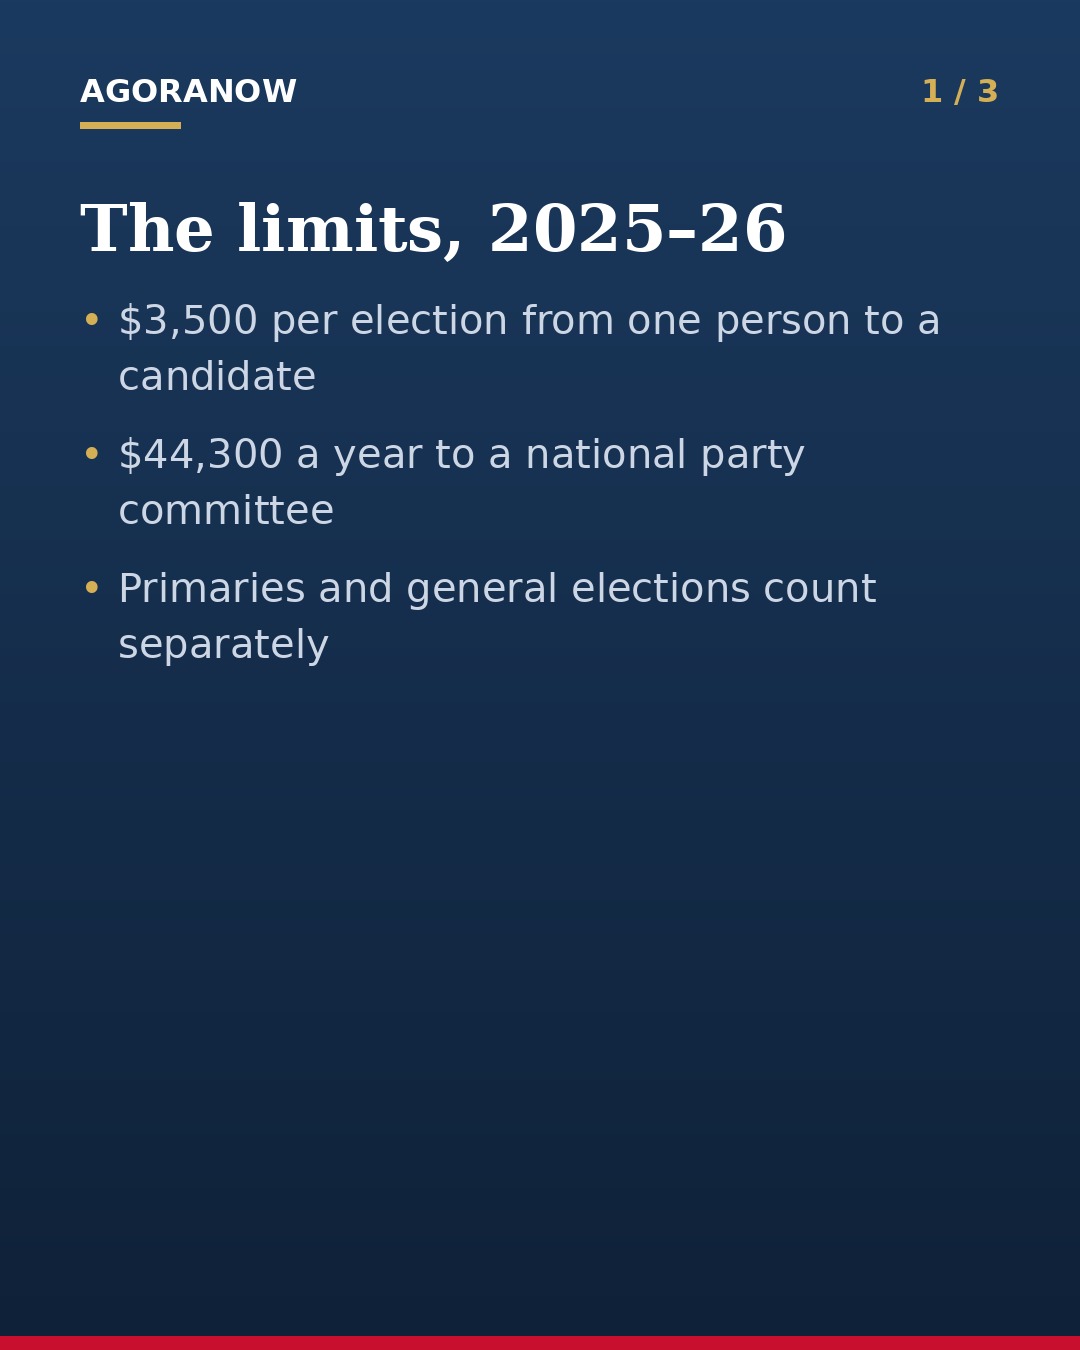 AGORANOW
1 / 3
The limits, 2025–26
• $3,500 per election from one person to a
candidate
• $44,300 a year to a national party
committee
• Primaries and general elections count
separately